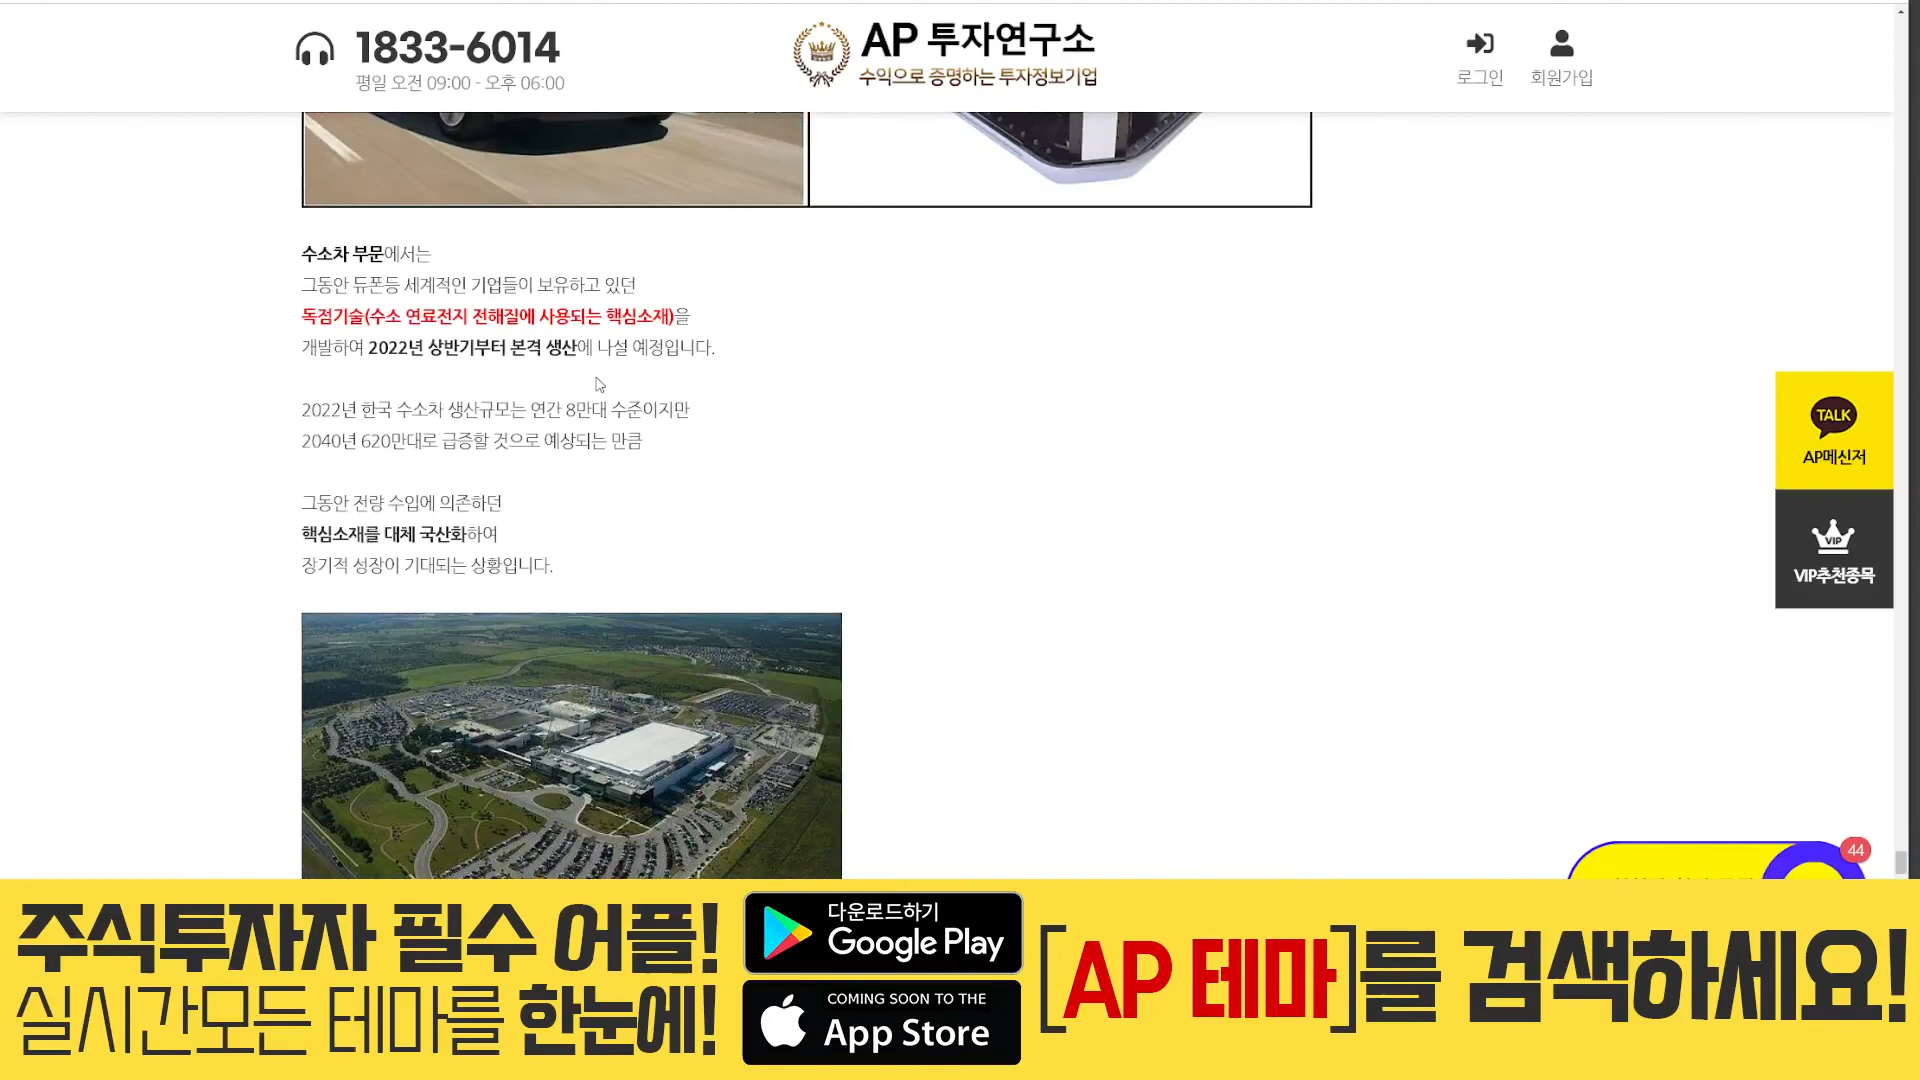 1833-6014
평일 오전 09:00 - 오후 06:00
AP 투자연구소
수익으로 증명하는 투자정보기업
로그인
회원가입
수소차 부문에서는
그동안 듀폰등 세계적인 기업들이 보유하고 있던
독점기술(수소 연료전지 전해질에 사용되는 핵심소재)을
개발하여 2022년 상반기부터 본격 생산에 나설 예정입니다.
2022년 한국 수소차 생산규모는 연간 8만대 수준이지만
2040년 620만대로 급증할 것으로 예상되는 만큼
그동안 전량 수입에 의존하던
핵심소재를 대체 국산화하여
장기적 성장이 기대되는 상황입니다.
TALK
AP메신저
VIP
VIP추천종목
44
주식투자자 필수 어플!
실시간모든 테마를 한눈에!
다운로드하기
Google Play
COMING SOON TO THE
App Store
[AP 테마]를 검색하세요!